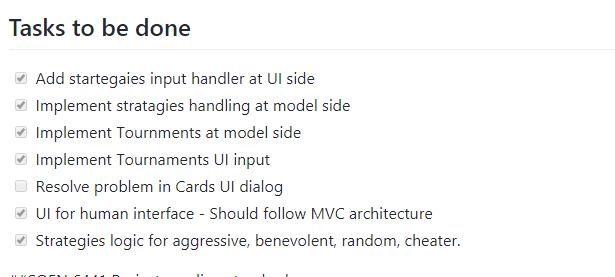 Tasks to be done
Add startegaies input handler at UI side
Implement stratagies handling at model side
Implement Tournments at model side
Implement Tournaments UI input
Resolve problem in Cards UI dialog
UI for human interface - Should follow MVC architecture
Strategies logic for aggressive, benevolent, random, cheater.